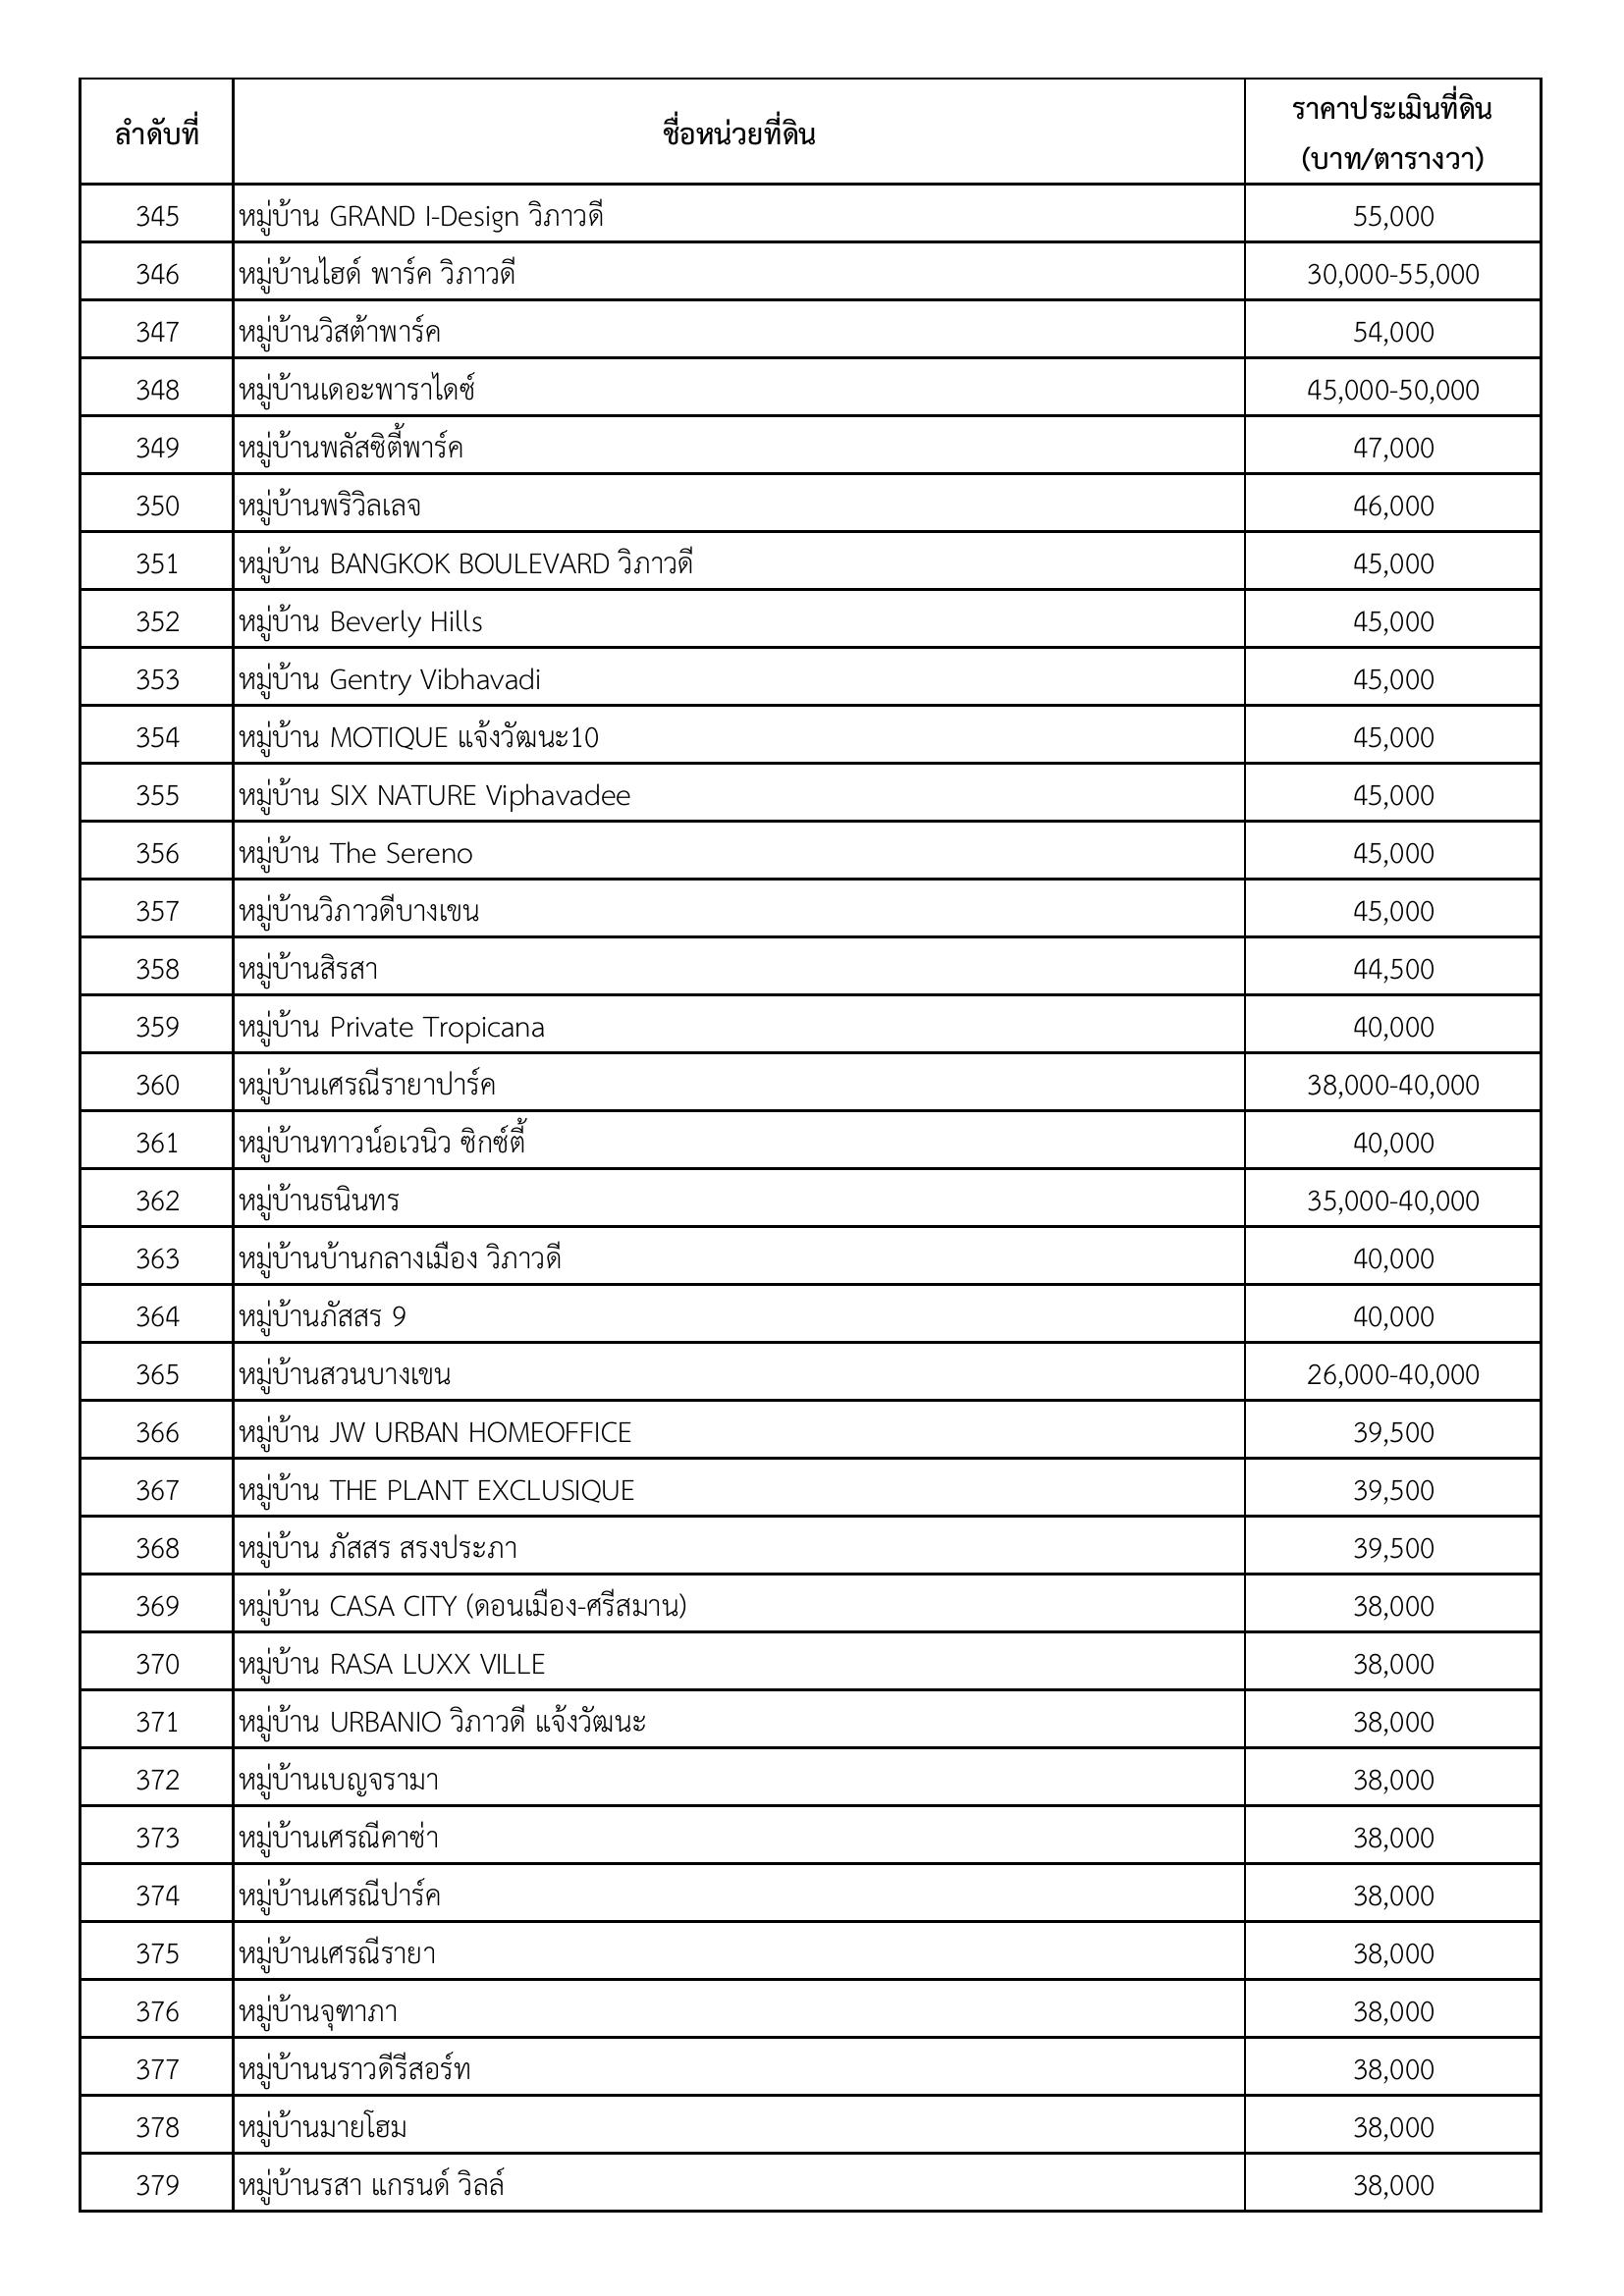 ลำดับที่ ชื่อหน่วยที่ดิน ราคาประเมินที่ดิน
(บาท/ตารางวา)
345 หมู่บ้าน GRAND I-Design วิภาวดี 55,000
346 หมู่บ้านไฮด์ พาร์ค วิภาวดี 30,000-55,000
347 หมู่บ้านวิสต้าพาร์ค 54,000
348 หมู่บ้านเดอะพาราไดซ์ 45,000-50,000
349 หมู่บ้านพลัสซิตี้พาร์ค 47,000
350 หมู่บ้านพริวิลเลจ 46,000
351 หมู่บ้าน BANGKOK BOULEVARD วิภาวดี 45,000
352 หมู่บ้าน Beverly Hills 45,000
353 หมู่บ้าน Gentry Vibhavadi 45,000
354 หมู่บ้าน MOTIQUE แจ้งวัฒนะ10 45,000
355 หมู่บ้าน SIX NATURE Viphavadee 45,000
356 หมู่บ้าน The Sereno 45,000
357 หมู่บ้านวิภาวดีบางเขน 45,000
358 หมู่บ้านสิรสา 44,500
359 หมู่บ้าน Private Tropicana 40,000
360 หมู่บ้านเศรณีรายาปาร์ค 38,000-40,000
361 หมู่บ้านทาวน์อเวนิว ซิกซ์ตี้ 40,000
362 หมู่บ้านธนินทร 35,000-40,000
363 หมู่บ้านบ้านกลางเมือง วิภาวดี 40,000
364 หมู่บ้านภัสสร 9 40,000
365 หมู่บ้านสวนบางเขน 26,000-40,000
366 หมู่บ้าน JW URBAN HOMEOFFICE 39,500
367 หมู่บ้าน THE PLANT EXCLUSIQUE 39,500
368 หมู่บ้าน ภัสสร สรงประภา 39,500
369 หมู่บ้าน CASA CITY (ดอนเมือง-ศรีสมาน) 38,000
370 หมู่บ้าน RASA LUXX VILLE 38,000
371 หมู่บ้าน URBANIO วิภาวดี แจ้งวัฒนะ 38,000
372 หมู่บ้านเบญจรามา 38,000
373 หมู่บ้านเศรณีคาซ่า 38,000
374 หมู่บ้านเศรณีปาร์ค 38,000
375 หมู่บ้านเศรณีรายา 38,000
376 หมู่บ้านจุฑาภา 38,000
377 หมู่บ้านนราวดีรีสอร์ท 38,000
378 หมู่บ้านมายโฮม 38,000
379 หมู่บ้านรสา แกรนด์ วิลล์ 38,000